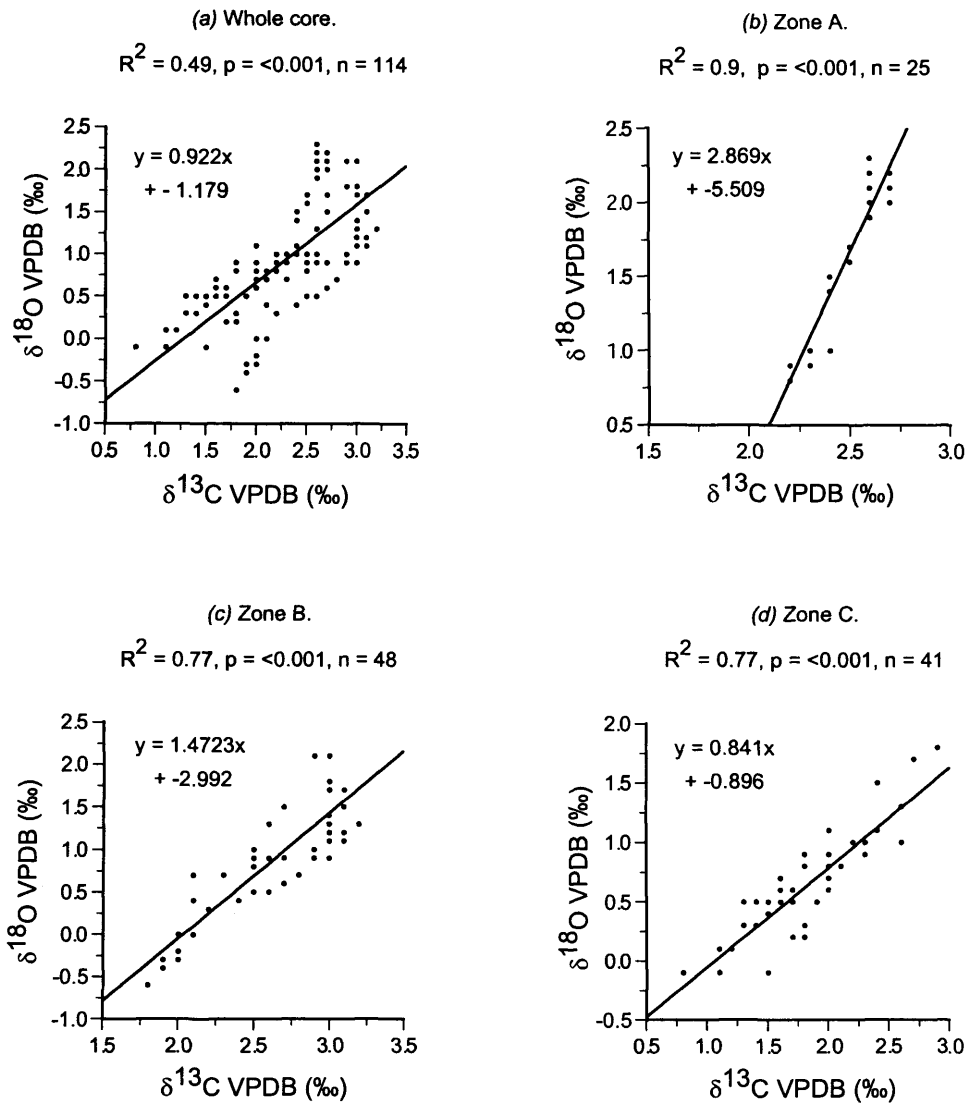 (a) Whole core.
R² = 0.49, p = <0.001, n = 114
y = 0.922x
+ - 1.179
2.5
2.0
1.5
1.0
0.5
0.0
-0.5
-1.0
δ¹⁸O VPDB (‰)
0.5 1.0 1.5 2.0 2.5 3.0 3.5
δ¹³C VPDB (‰)
(b) Zone A.
R² = 0.9, p = <0.001, n = 25
y = 2.869x
+ -5.509
2.5
2.0
1.5
1.0
0.5
δ¹⁸O VPDB (‰)
1.5 2.0 2.5 3.0
δ¹³C VPDB (‰)
(c) Zone B.
R² = 0.77, p = <0.001, n = 48
y = 1.4723x
+ -2.992
2.5
2.0
1.5
1.0
0.5
0.0
-0.5
-1.0
δ¹⁸O VPDB (‰)
1.5 2.0 2.5 3.0 3.5
δ¹³C VPDB (‰)
(d) Zone C.
R² = 0.77, p = <0.001, n = 41
y = 0.841x
+ -0.896
2.0
1.5
1.0
0.5
0.0
-0.5
δ¹⁸O VPDB (‰)
0.5 1.0 1.5 2.0 2.5 3.0
δ¹³C VPDB (‰)